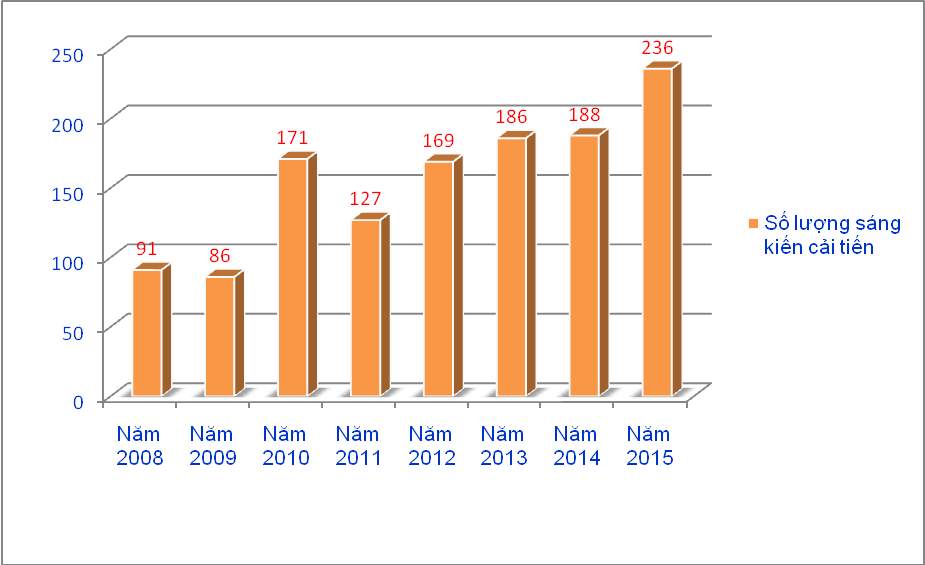 250
200
150
100
50
0
91
86
171
127
169
186
188
236
Năm
2008
Năm
2009
Năm
2010
Năm
2011
Năm
2012
Năm
2013
Năm
2014
Năm
2015
Số lượng sáng
kiến cải tiến